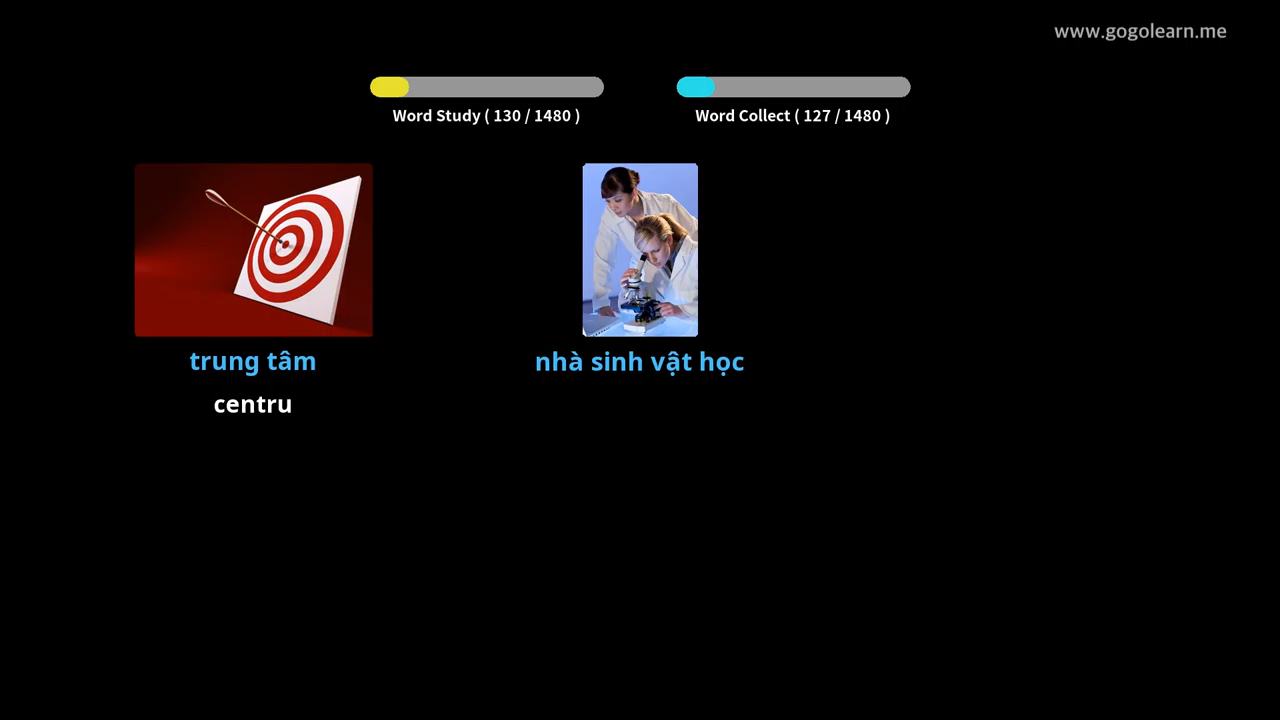 www.gogolearn.me
Word Study ( 130 / 1480 )
Word Collect ( 127 / 1480 )
trung tâm
nhà sinh vật học
centru